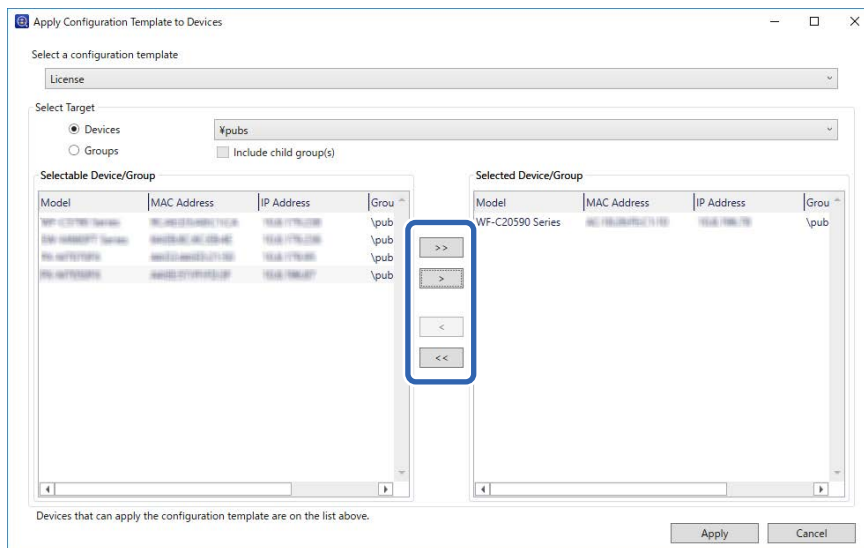 Apply Configuration Template to Devices
Select a configuration template
License
Select Target
Devices
¥pubs
Groups
Include child group(s)
Selectable Device/Group
Selected Device/Group
Model MAC Address IP Address Grou
Model MAC Address IP Address Grou
\pub
WF-C20590 Series \pub
\pub
\pub
\pub
>>
>
<
<<
Devices that can apply the configuration template are on the list above.
Apply Cancel